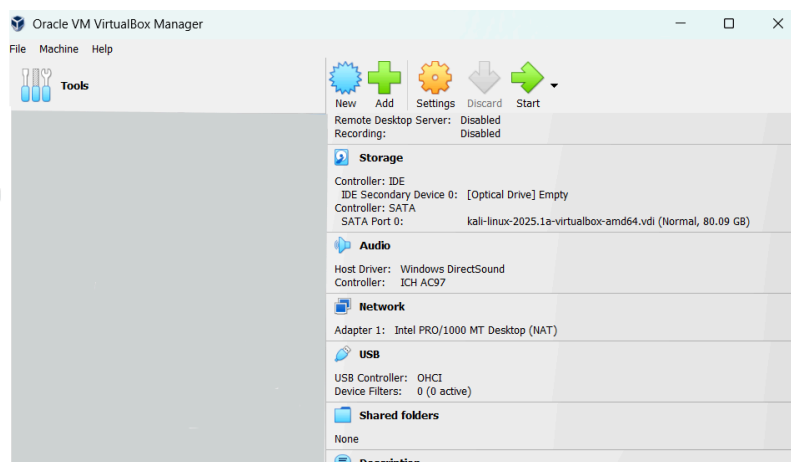 Oracle VM VirtualBox Manager
File Machine Help
Tools
New Add Settings Discard Start
Remote Desktop Server: Disabled
Recording: Disabled
Storage
Controller: IDE
IDE Secondary Device 0: [Optical Drive] Empty
Controller: SATA
SATA Port 0: kali-linux-2025.1a-virtualbox-amd64.vdi (Normal, 80.09 GB)
Audio
Host Driver: Windows DirectSound
Controller: ICH AC97
Network
Adapter 1: Intel PRO/1000 MT Desktop (NAT)
USB
USB Controller: OHCI
Device Filters: 0 (0 active)
Shared folders
None
Description